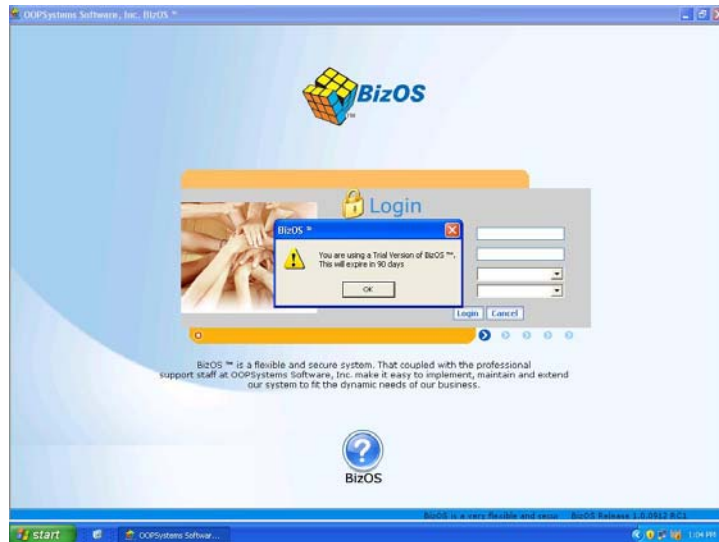 OOPSystems Software, Inc. BizOS ™
BizOS
TM
Login
BizOS ™
You are using a Trial Version of BizOS ™.
This will expire in 90 days
OK
Login Cancel
BizOS ™ is a flexible and secure system. That coupled with the professional
support staff at OOPSystems Software, Inc. make it easy to implement, maintain and extend
our system to fit the dynamic needs of our business.
BizOS
BizOS is a very flexible and secur BizOS Release 1.0.0912 RC1
start OOPSystems Softwar... 1:04 PM